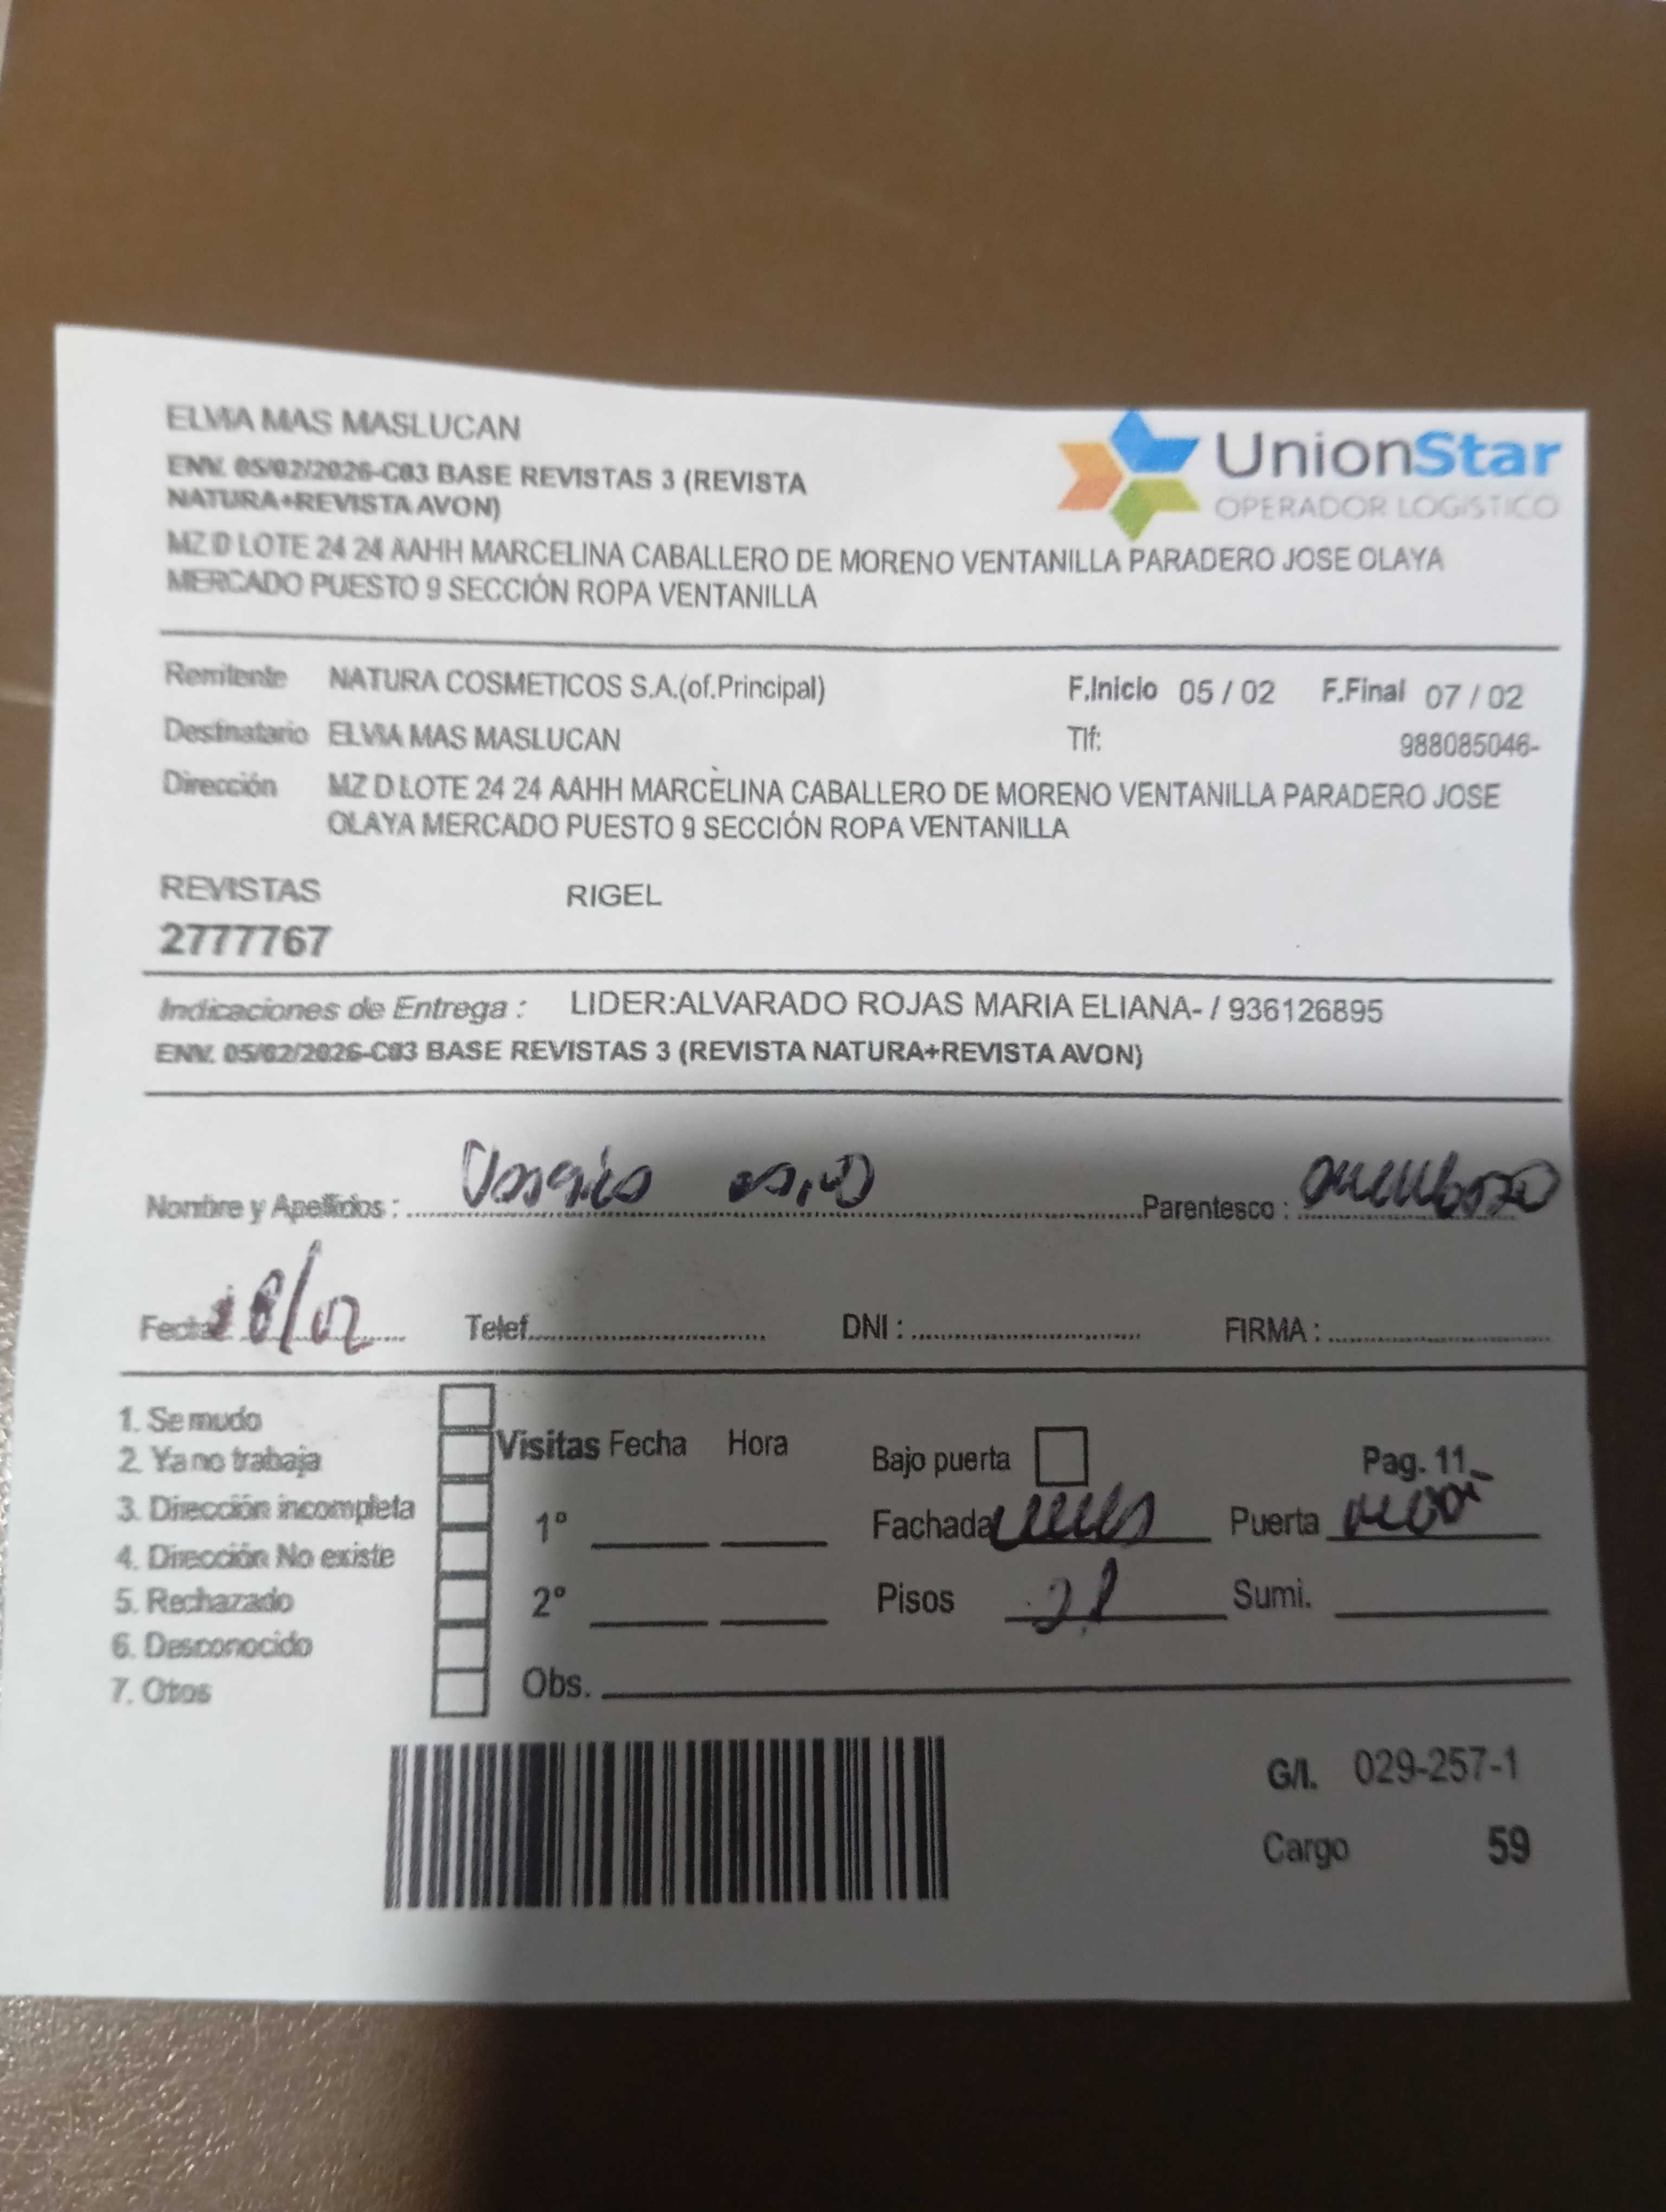 ELVIA MAS MASLUCAN
UnionStar
OPERADOR LOGÍSTICO
ENV. 05/02/2026-C03 BASE REVISTAS 3 (REVISTA
NATURA+REVISTA AVON)
MZ D LOTE 24 24 AAHH MARCELINA CABALLERO DE MORENO VENTANILLA PARADERO JOSE OLAYA
MERCADO PUESTO 9 SECCIÓN ROPA VENTANILLA
Remitente NATURA COSMETICOS S.A.(of.Principal) F.Inicio 05 / 02 F.Final 07 / 02
Destinatario ELVIA MAS MASLUCAN Tlf: 988085046-
Dirección MZ D LOTE 24 24 AAHH MARCELINA CABALLERO DE MORENO VENTANILLA PARADERO JOSE
OLAYA MERCADO PUESTO 9 SECCIÓN ROPA VENTANILLA
REVISTAS RIGEL
2777767
Indicaciones de Entrega : LIDER:ALVARADO ROJAS MARIA ELIANA- / 936126895
ENV. 05/02/2026-C03 BASE REVISTAS 3 (REVISTA NATURA+REVISTA AVON)
Nombre y Apellidos : Parentesco :
Fecha Telef. DNI : FIRMA :
1. Se mudo
2. Ya no trabaja
3. Dirección incompleta
4. Dirección No existe
5. Rechazado
6. Desconocido
7. Otros
Visitas Fecha Hora
1°
2°
Bajo puerta Pag. 11
Fachada Puerta
Pisos Sumi.
Obs.
G/I. 029-257-1
Cargo 59